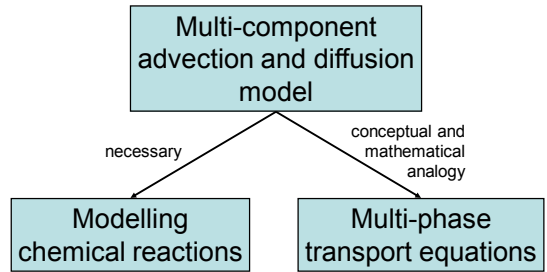 Multi-component
advection and diffusion
model
necessary
conceptual and
mathematical
analogy
Modelling
chemical reactions
Multi-phase
transport equations